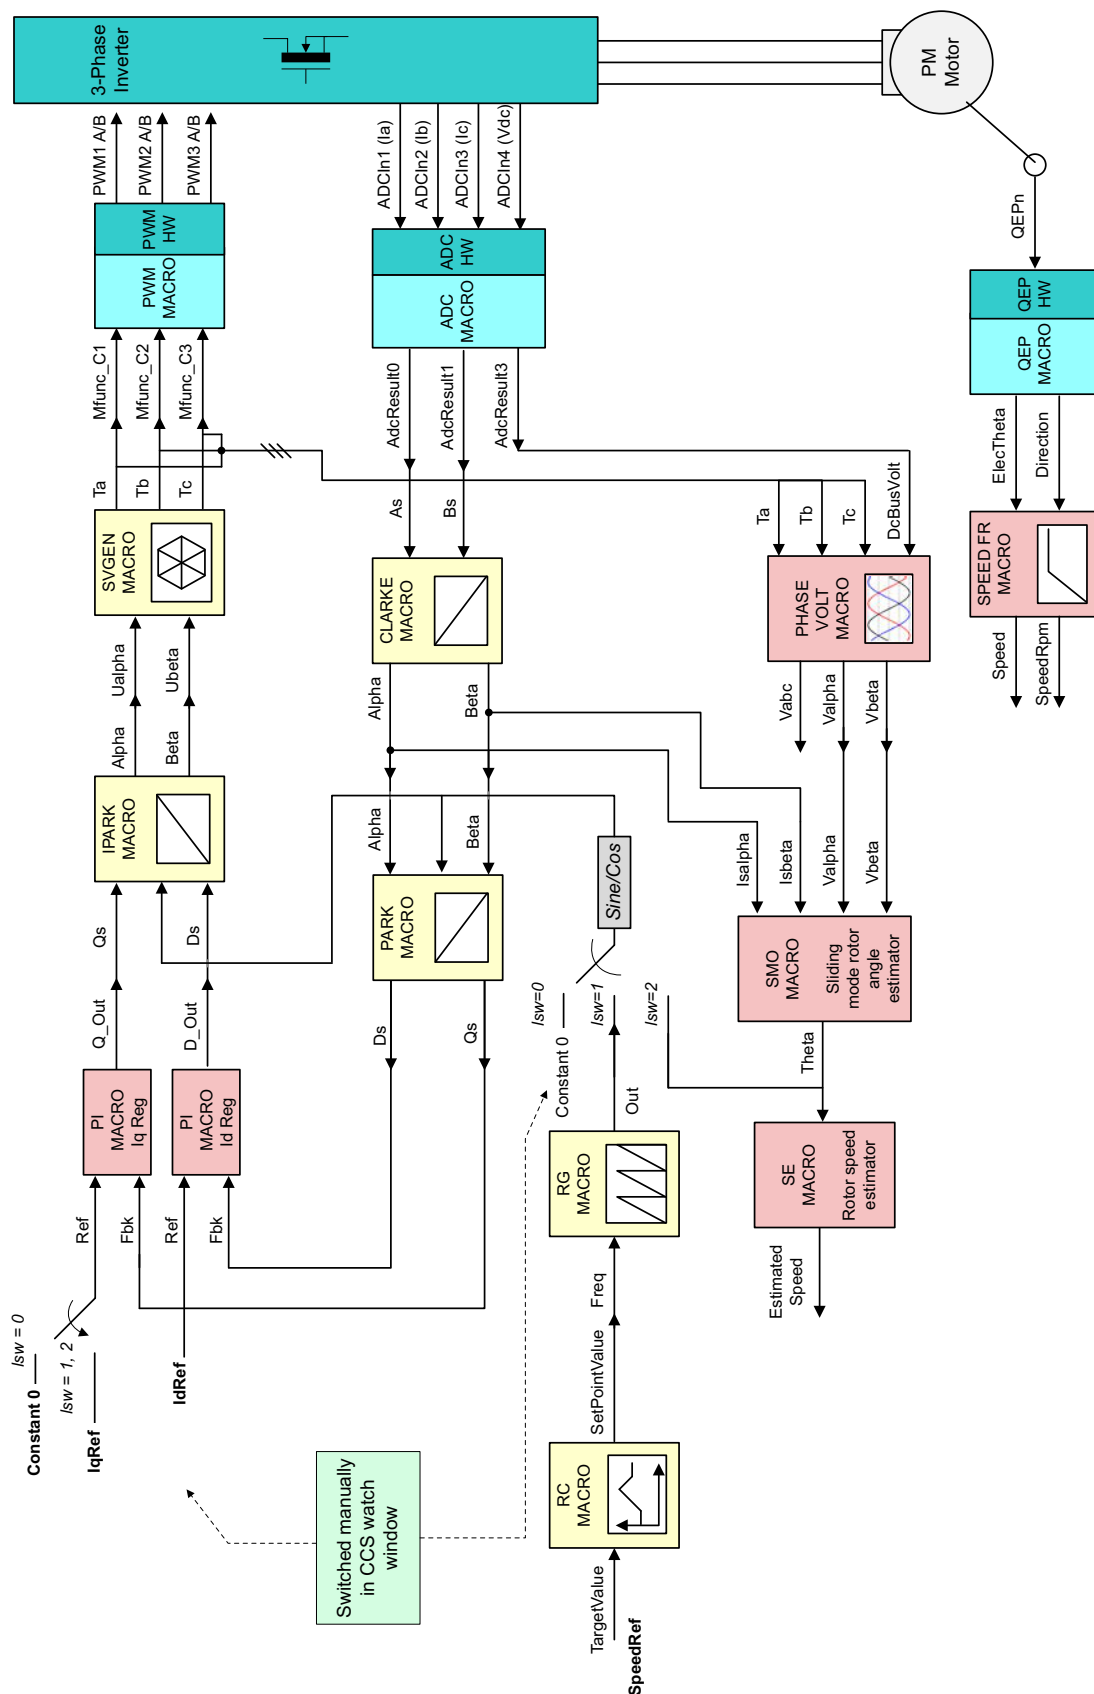 Constant 0
Isw = 0
Isw = 1, 2
IqRef
IdRef
Ref
Fbk
Ref
Fbk
PI
MACRO
Iq Reg
PI
MACRO
Id Reg
Q_Out
D_Out
Qs
Ds
IPARK
MACRO
Alpha
Beta
Ualpha
Ubeta
SVGEN
MACRO
Ta
Tb
Tc
Mfunc_C1
Mfunc_C2
Mfunc_C3
PWM
MACRO
PWM
HW
PWM1 A/B
PWM2 A/B
PWM3 A/B
3-Phase
Inverter
PM
Motor
ADCIn1 (Ia)
ADCIn2 (Ib)
ADCIn3 (Ic)
ADCIn4 (Vdc)
ADC
HW
ADC
MACRO
AdcResult0
AdcResult1
AdcResult3
As
Bs
CLARKE
MACRO
Alpha
Beta
Alpha
Beta
PARK
MACRO
Ds
Qs
Switched manually
in CCS watch
window
TargetValue
SpeedRef
RC
MACRO
SetPointValue
Freq
RG
MACRO
Out
Constant 0
Isw=0
Isw=1
Isw=2
Sine/Cos
Ta
Tb
Tc
DcBusVolt
PHASE
VOLT
MACRO
Vabc
Valpha
Vbeta
Isalpha
Isbeta
Valpha
Vbeta
SMO
MACRO
Sliding
mode rotor
angle
estimator
Theta
SE
MACRO
Rotor speed
estimator
Estimated
Speed
QEPn
QEP
HW
QEP
MACRO
ElecTheta
Direction
SPEED FR
MACRO
Speed
SpeedRpm